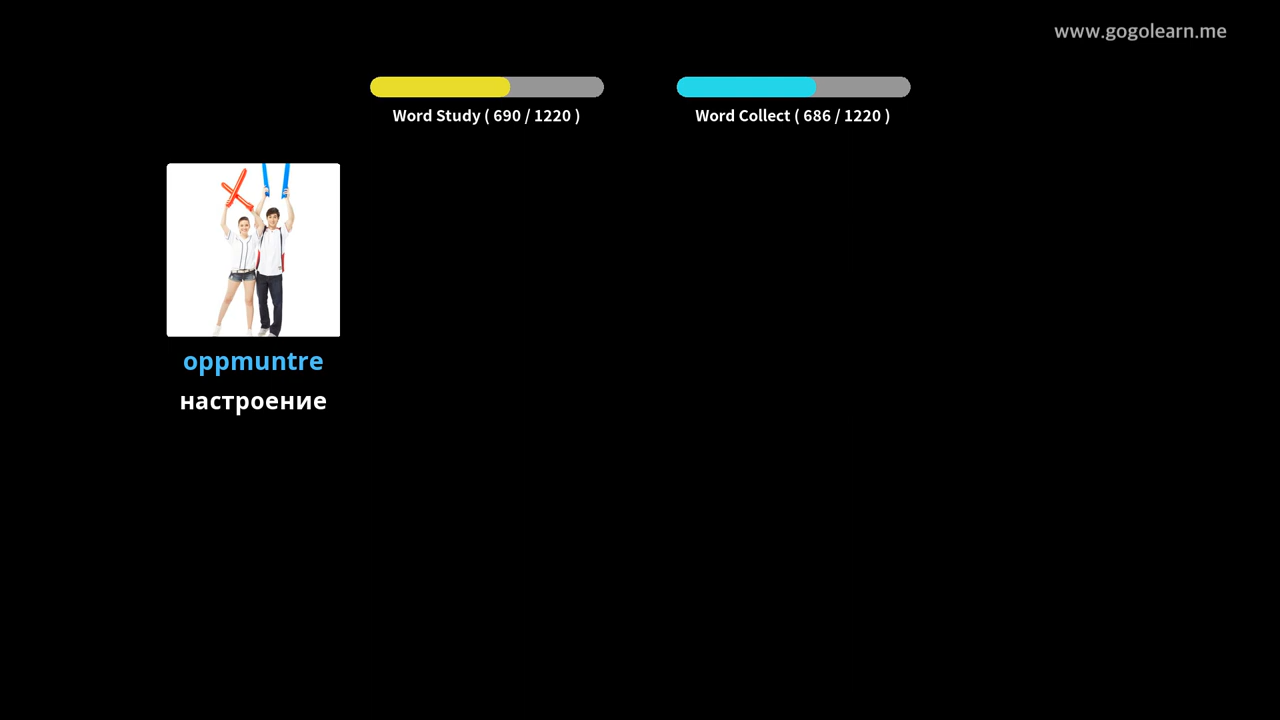 www.gogolearn.me
Word Study ( 690 / 1220 )
Word Collect ( 686 / 1220 )
oppmuntre
настроение